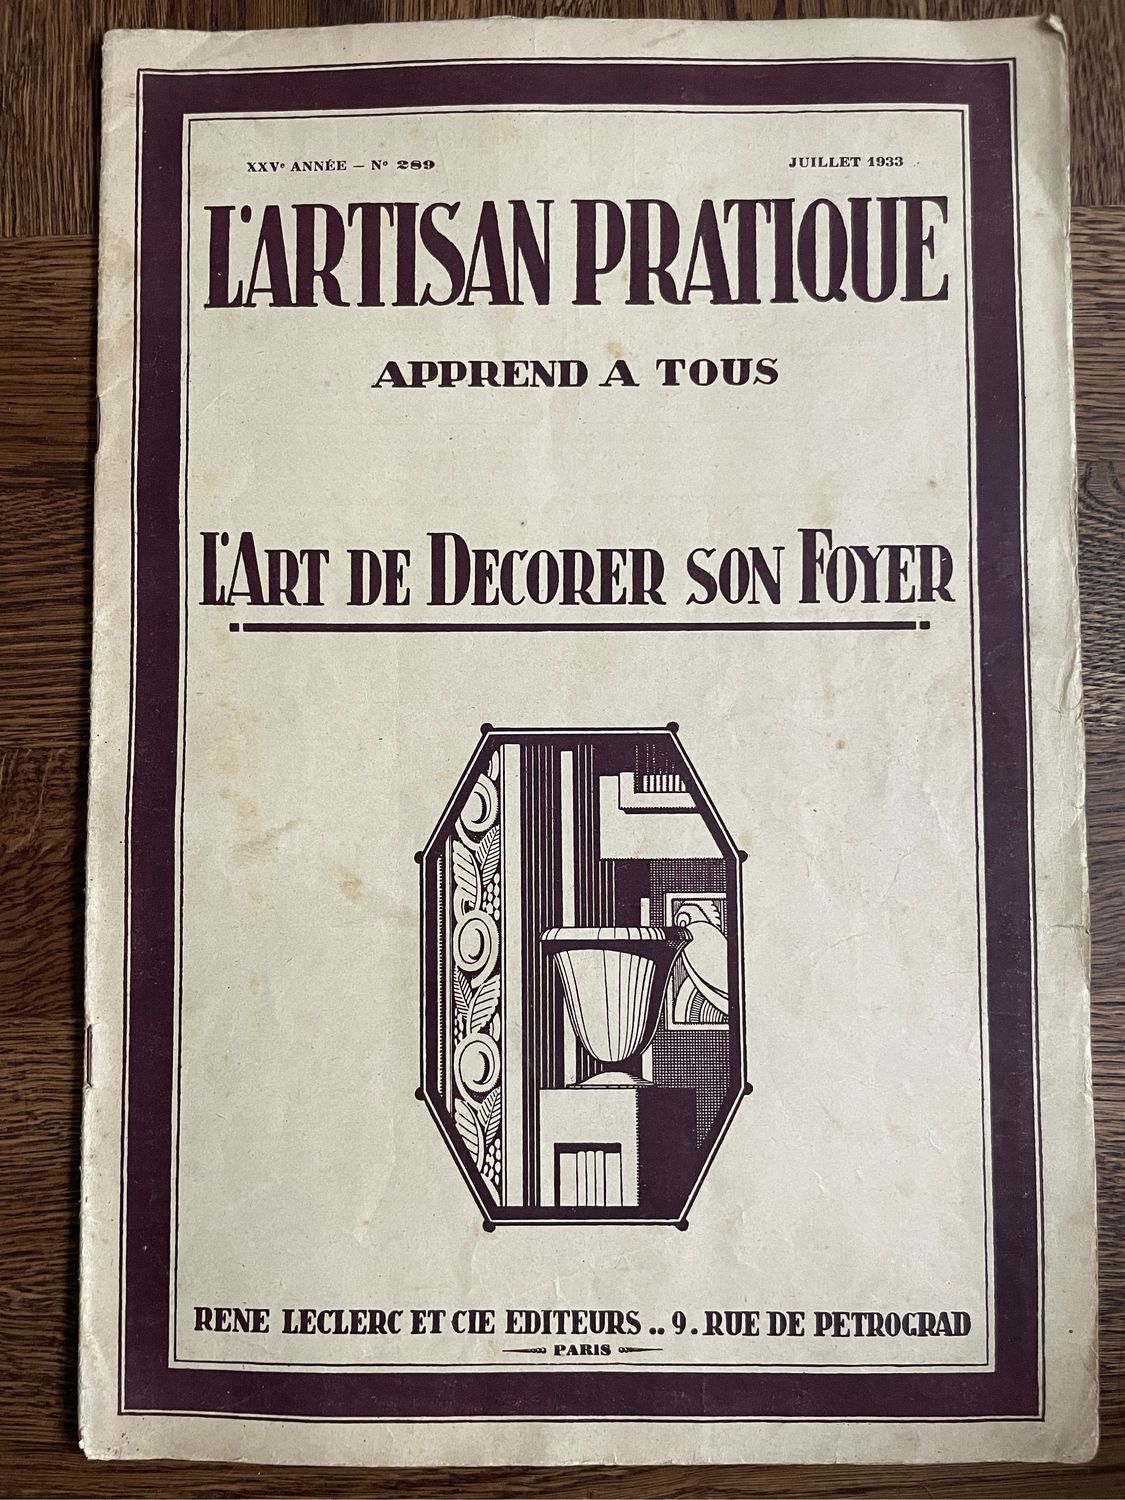 XXVe ANNÉE — No 289
JUILLET 1933
L'ARTISAN PRATIQUE
APPREND A TOUS
L'ART DE DECORER SON FOYER
RENE LECLERC ET CIE EDITEURS .. 9. RUE DE PETROGRAD
PARIS